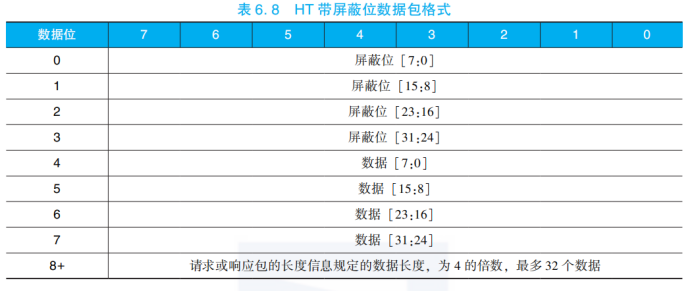 表 6.8 HT 带屏蔽位数据包格式
数据位 7 6 5 4 3 2 1 0
0 屏蔽位 [7:0]
1 屏蔽位 [15:8]
2 屏蔽位 [23:16]
3 屏蔽位 [31:24]
4 数据 [7:0]
5 数据 [15:8]
6 数据 [23:16]
7 数据 [31:24]
8+ 请求或响应包的长度信息规定的数据长度，为 4 的倍数，最多 32 个数据